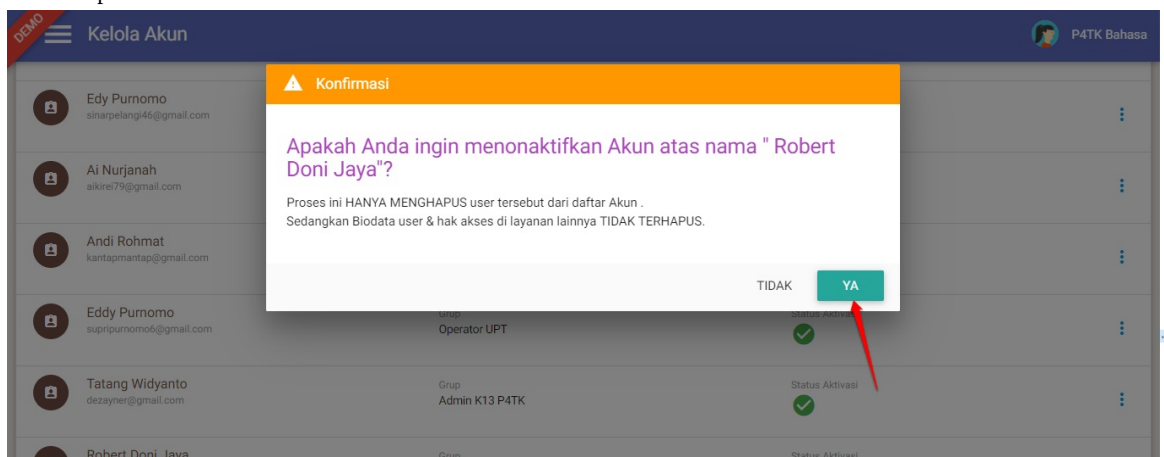 DEMO
Kelola Akun
P4TK Bahasa
Konfirmasi
Apakah Anda ingin menonaktifkan Akun atas nama " Robert
Doni Jaya"?
Proses ini HANYA MENGHAPUS user tersebut dari daftar Akun .
Sedangkan Biodata user & hak akses di layanan lainnya TIDAK TERHAPUS.
TIDAK
YA
Edy Purnomo
sinarpelangi46@gmail.com
Ai Nurjanah
aikirei79@gmail.com
Andi Rohmat
kantapmantap@gmail.com
Eddy Purnomo
supripurnomo6@gmail.com
Grup
Operator UPT
Status Aktivasi
Tatang Widyanto
dezayner@gmail.com
Grup
Admin K13 P4TK
Status Aktivasi
Robert Doni Jaya
Grup
Status Aktivasi